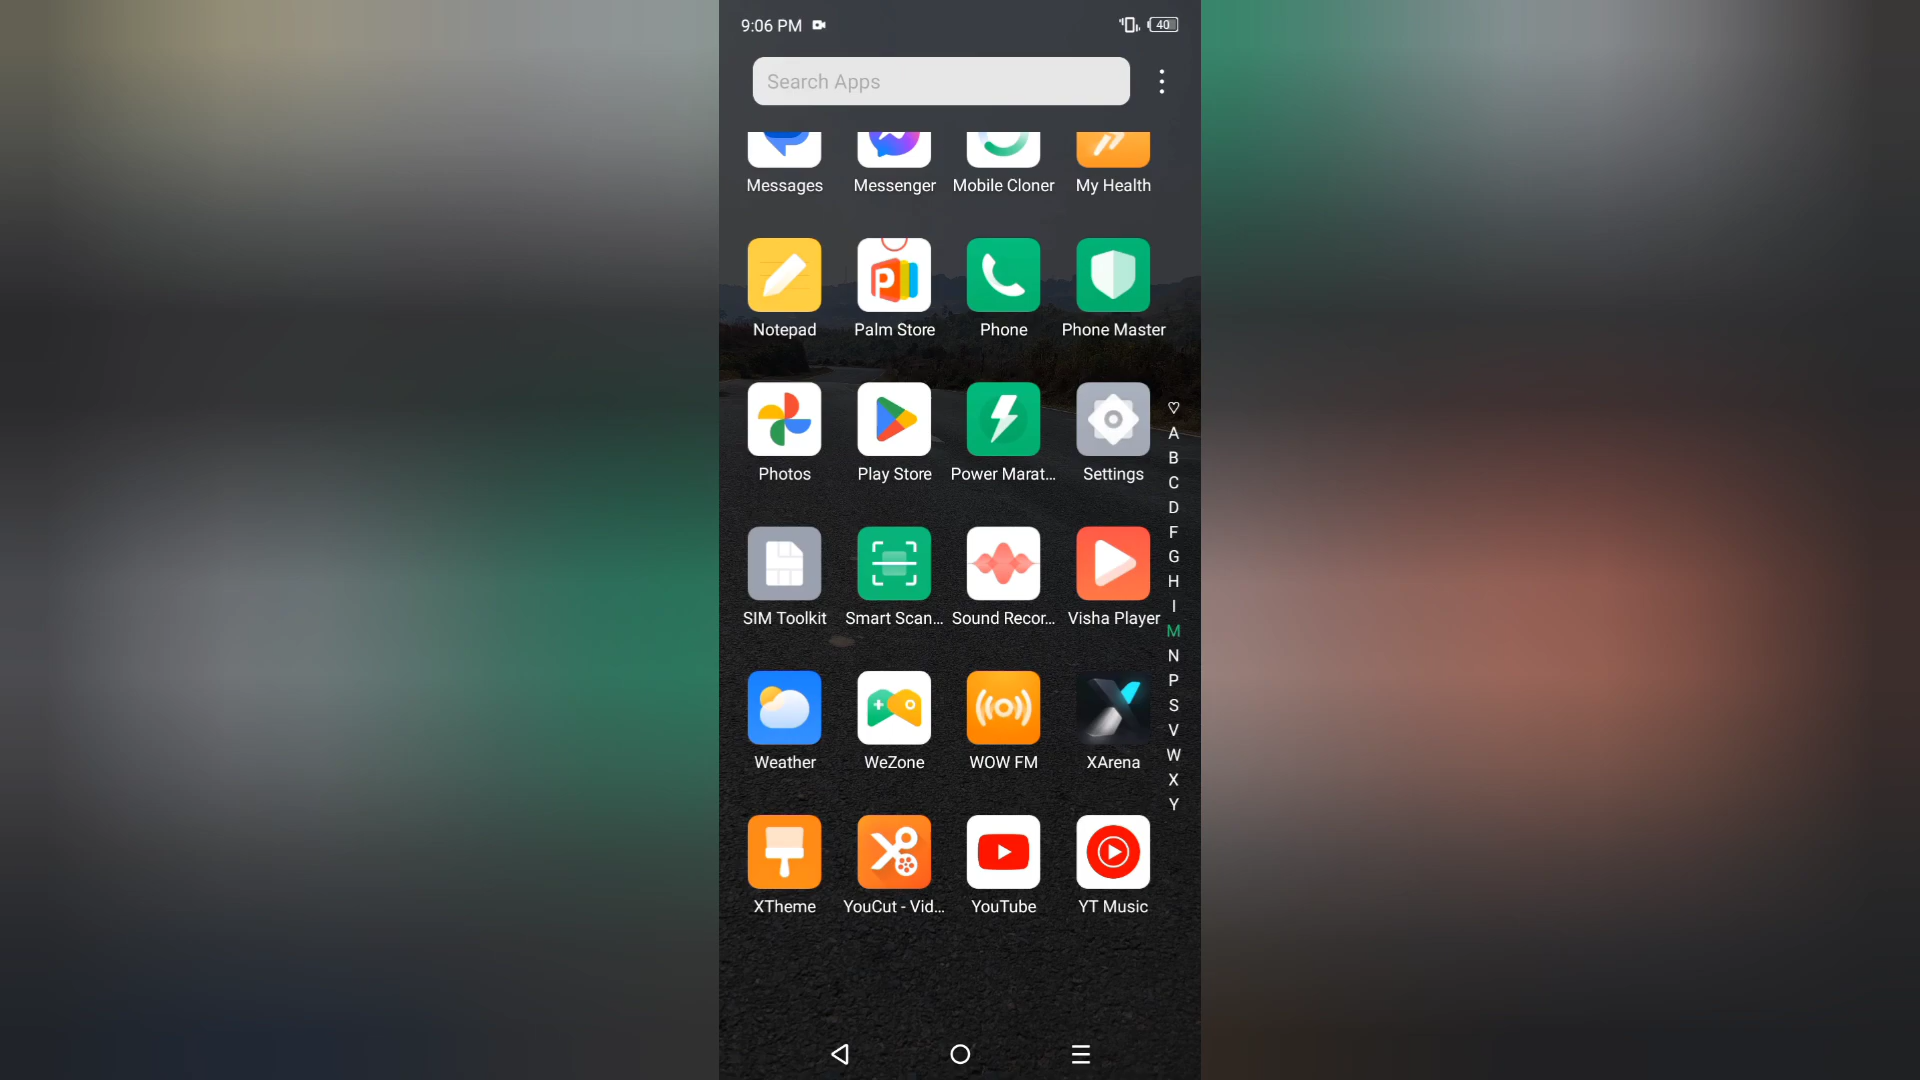 9:06 PM 40
Search Apps
Messages Messenger Mobile Cloner My Health
Notepad Palm Store Phone Phone Master
Photos Play Store Power Marat... Settings
SIM Toolkit Smart Scan... Sound Recor... Visha Player
Weather WeZone WOW FM XArena
XTheme YouCut - Vid... YouTube YT Music
A
B
C
D
F
G
H
I
M
N
P
S
V
W
X
Y